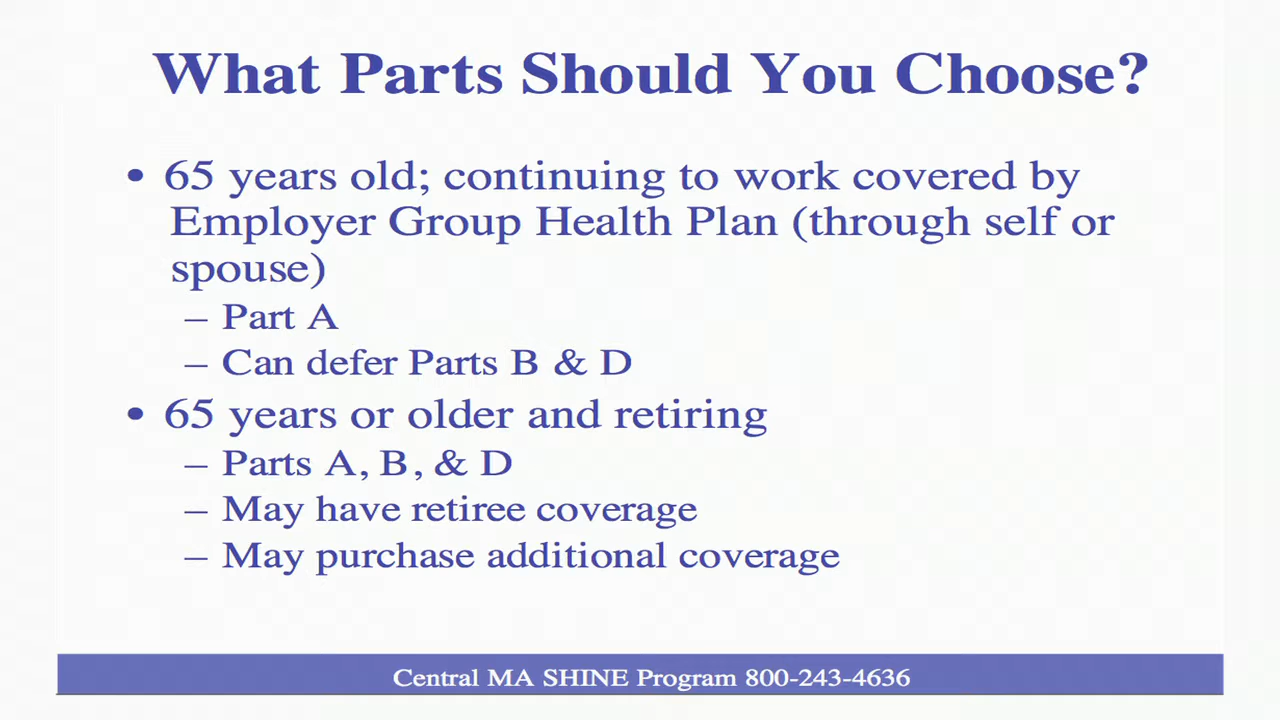 What Parts Should You Choose?
• 65 years old; continuing to work covered by
Employer Group Health Plan (through self or
spouse)
– Part A
– Can defer Parts B & D
• 65 years or older and retiring
– Parts A, B, & D
– May have retiree coverage
– May purchase additional coverage
Central MA SHINE Program 800-243-4636